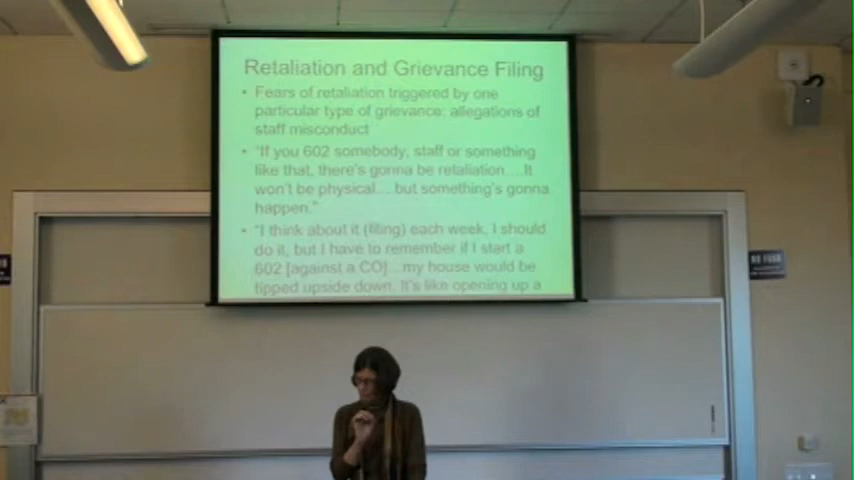 Retaliation and Grievance Filing
• Fears of retaliation triggered by one
particular type of grievance: allegations of
staff misconduct
• "If you 602 somebody, staff or something
like that, there's gonna be retaliation....It
won't be physical....but something's gonna
happen."
• "I think about it (filing) each week, I should
do it, but I have to remember if I start a
602 [against a CO]...my house would be
tipped upside down. It's like opening up a
NO FOOD